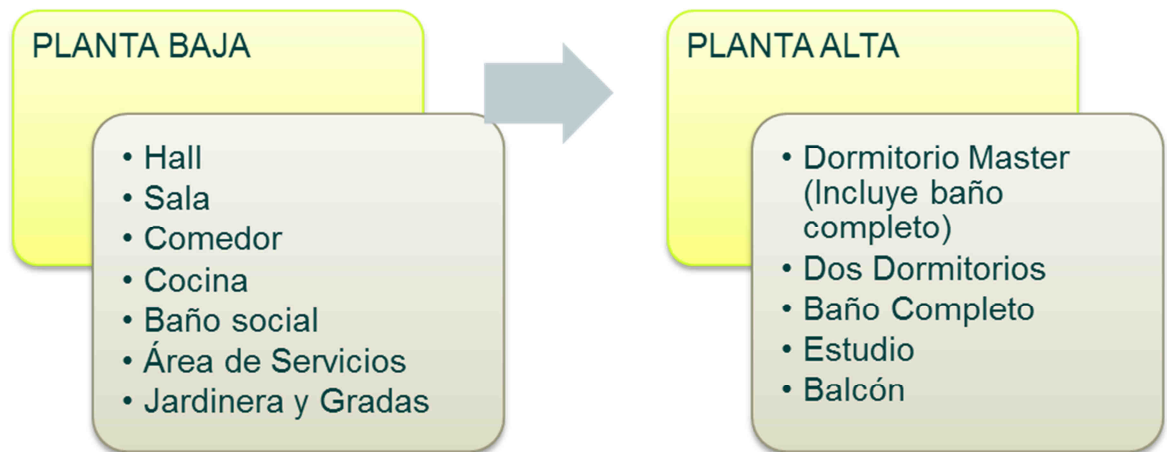 PLANTA BAJA
• Hall
• Sala
• Comedor
• Cocina
• Baño social
• Área de Servicios
• Jardinera y Gradas
PLANTA ALTA
• Dormitorio Master
(Incluye baño
completo)
• Dos Dormitorios
• Baño Completo
• Estudio
• Balcón